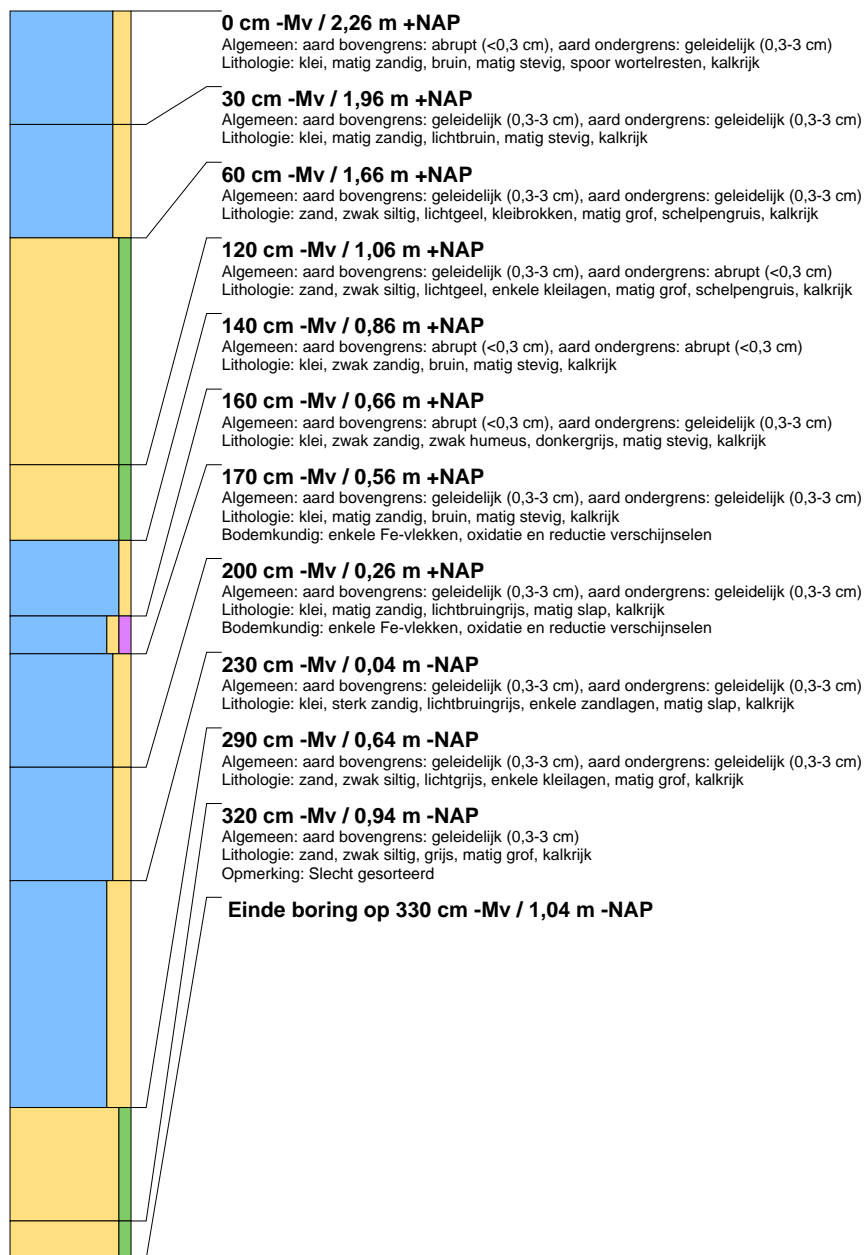 0 cm -Mv / 2,26 m +NAP
Algemeen: aard bovengrens: abrupt (<0,3 cm), aard ondergrens: geleidelijk (0,3-3 cm)
Lithologie: klei, matig zandig, bruin, matig stevig, spoor wortelresten, kalkrijk
30 cm -Mv / 1,96 m +NAP
Algemeen: aard bovengrens: geleidelijk (0,3-3 cm), aard ondergrens: geleidelijk (0,3-3 cm)
Lithologie: klei, matig zandig, lichtbruin, matig stevig, kalkrijk
60 cm -Mv / 1,66 m +NAP
Algemeen: aard bovengrens: geleidelijk (0,3-3 cm), aard ondergrens: geleidelijk (0,3-3 cm)
Lithologie: zand, zwak siltig, lichtgeel, kleibrokken, matig grof, schelpengruis, kalkrijk
120 cm -Mv / 1,06 m +NAP
Algemeen: aard bovengrens: geleidelijk (0,3-3 cm), aard ondergrens: abrupt (<0,3 cm)
Lithologie: zand, zwak siltig, lichtgeel, enkele kleilagen, matig grof, schelpengruis, kalkrijk
140 cm -Mv / 0,86 m +NAP
Algemeen: aard bovengrens: abrupt (<0,3 cm), aard ondergrens: abrupt (<0,3 cm)
Lithologie: klei, zwak zandig, bruin, matig stevig, kalkrijk
160 cm -Mv / 0,66 m +NAP
Algemeen: aard bovengrens: abrupt (<0,3 cm), aard ondergrens: geleidelijk (0,3-3 cm)
Lithologie: klei, zwak zandig, zwak humeus, donkergrijs, matig stevig, kalkrijk
170 cm -Mv / 0,56 m +NAP
Algemeen: aard bovengrens: geleidelijk (0,3-3 cm), aard ondergrens: geleidelijk (0,3-3 cm)
Lithologie: klei, matig zandig, bruin, matig stevig, kalkrijk
Bodemkundig: enkele Fe-vlekken, oxidatie en reductie verschijnselen
200 cm -Mv / 0,26 m +NAP
Algemeen: aard bovengrens: geleidelijk (0,3-3 cm), aard ondergrens: geleidelijk (0,3-3 cm)
Lithologie: klei, matig zandig, lichtbruingrijs, matig slap, kalkrijk
Bodemkundig: enkele Fe-vlekken, oxidatie en reductie verschijnselen
230 cm -Mv / 0,04 m -NAP
Algemeen: aard bovengrens: geleidelijk (0,3-3 cm), aard ondergrens: geleidelijk (0,3-3 cm)
Lithologie: klei, sterk zandig, lichtbruingrijs, enkele zandlagen, matig slap, kalkrijk
290 cm -Mv / 0,64 m -NAP
Algemeen: aard bovengrens: geleidelijk (0,3-3 cm), aard ondergrens: geleidelijk (0,3-3 cm)
Lithologie: zand, zwak siltig, lichtgrijs, enkele kleilagen, matig grof, kalkrijk
320 cm -Mv / 0,94 m -NAP
Algemeen: aard bovengrens: geleidelijk (0,3-3 cm)
Lithologie: zand, zwak siltig, grijs, matig grof, kalkrijk
Opmerking: Slecht gesorteerd
Einde boring op 330 cm -Mv / 1,04 m -NAP